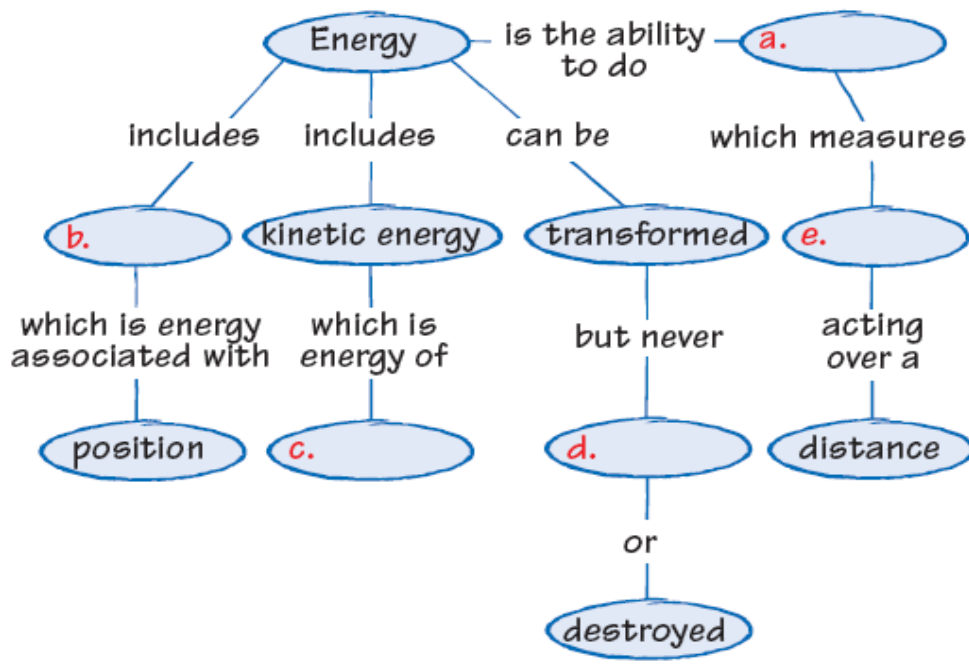 Energy
is the ability
to do
a.
includes
includes
can be
which measures
b.
kinetic energy
transformed
e.
which is energy
associated with
which is
energy of
but never
acting
over a
position
c.
d.
distance
or
destroyed